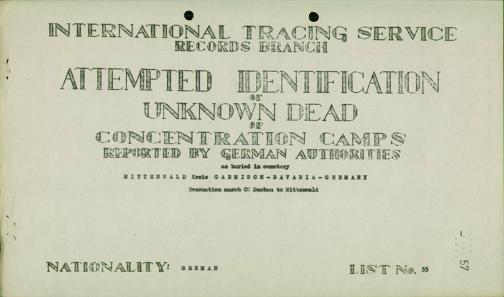 INTERNATIONAL TRACING SERVICE
RECORDS BRANCH
ATTEMPTED IDENTIFICATION
OF
UNKNOWN DEAD
OF
CONCENTRATION CAMPS
REPORTED BY GERMAN AUTHORITIES
as buried in cemetery
MITTENWALD Kreis GARMISCH-BAVARIA-GERMANY
Evacuation march CC Dachau to Mittenwald
57
NATIONALITY: GERMAN
LIST No. 55